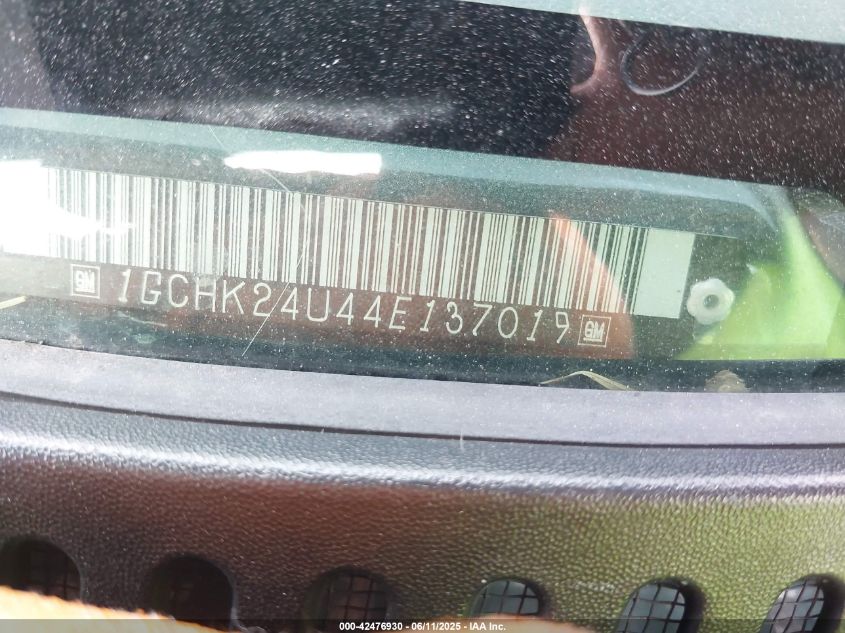 GM 1GCHK24U44E137019 GM
000-42476930 - 06/11/2025 - IAA Inc.